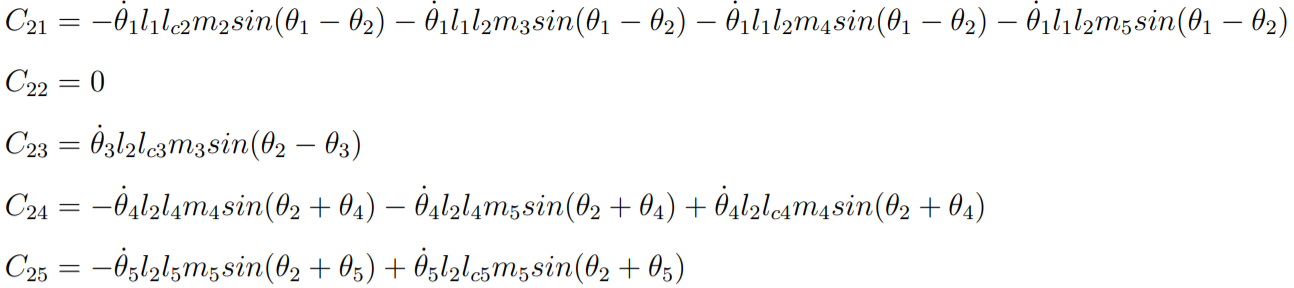 C₂₁ = −θ̇₁l₁l_c2m₂sin(θ₁ − θ₂) − θ̇₁l₁l₂m₃sin(θ₁ − θ₂) − θ̇₁l₁l₂m₄sin(θ₁ − θ₂) − θ̇₁l₁l₂m₅sin(θ₁ − θ₂)
C₂₂ = 0
C₂₃ = θ̇₃l₂l_c3m₃sin(θ₂ − θ₃)
C₂₄ = −θ̇₄l₂l₄m₄sin(θ₂ + θ₄) − θ̇₄l₂l₄m₅sin(θ₂ + θ₄) + θ̇₄l₂l_c4m₄sin(θ₂ + θ₄)
C₂₅ = −θ̇₅l₂l₅m₅sin(θ₂ + θ₅) + θ̇₅l₂l_c5m₅sin(θ₂ + θ₅)